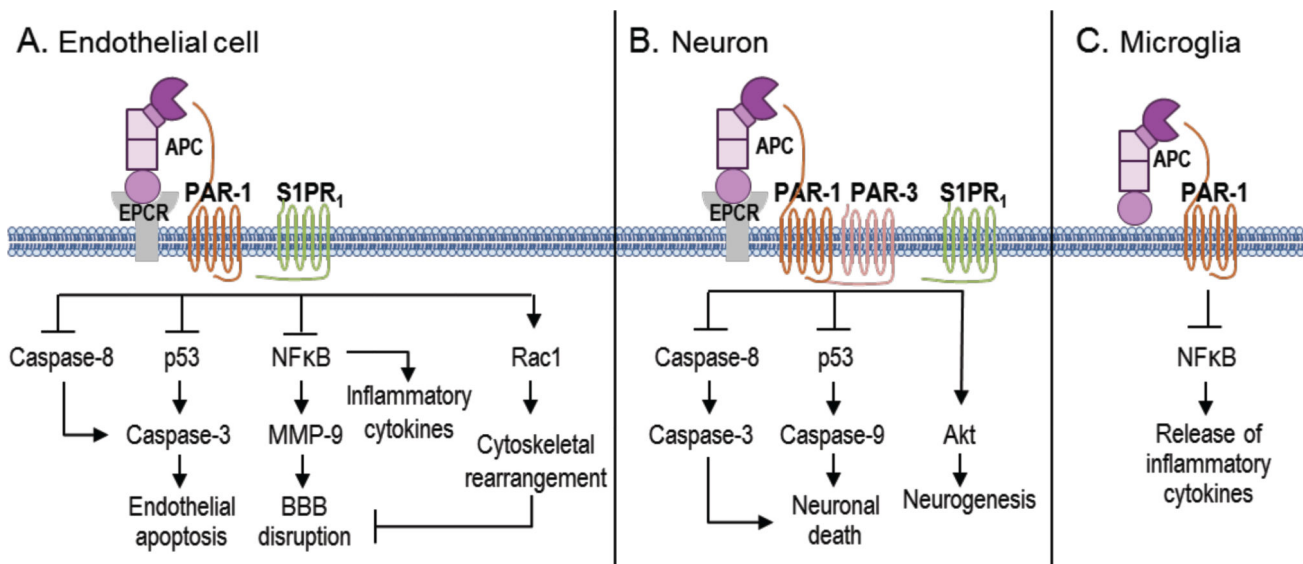 A. Endothelial cell
APC
EPCR
PAR-1
S1PR1
Caspase-8
p53
NFκB
Rac1
Inflammatory
cytokines
Caspase-3
MMP-9
Cytoskeletal
rearrangement
Endothelial
apoptosis
BBB
disruption
B. Neuron
APC
EPCR
PAR-1
PAR-3
S1PR1
Caspase-8
p53
Caspase-3
Caspase-9
Akt
Neuronal
death
Neurogenesis
C. Microglia
APC
PAR-1
NFκB
Release of
inflammatory
cytokines